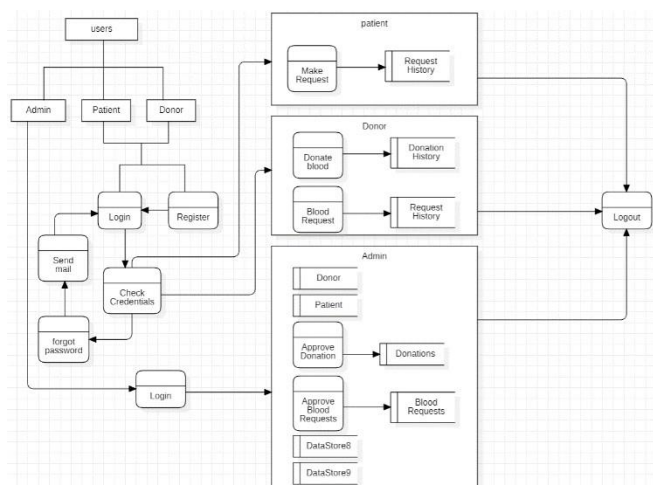 users
Admin
Patient
Donor
Login
Register
Send
mail
Check
Credentials
forgot
password
Login
patient
Make
Request
Request
History
Donor
Donate
blood
Donation
History
Blood
Request
Request
History
Admin
Donor
Patient
Approve
Donation
Donations
Approve
Blood
Requests
Blood
Requests
DataStore8
DataStore9
Logout